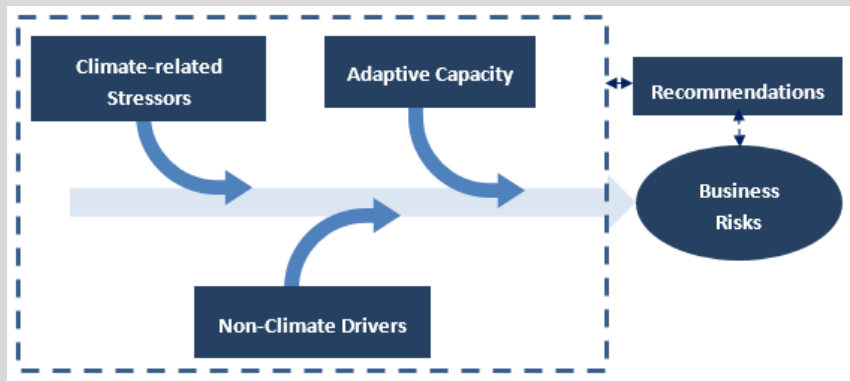 Climate-related
Stressors
Adaptive Capacity
Recommendations
Business
Risks
Non-Climate Drivers